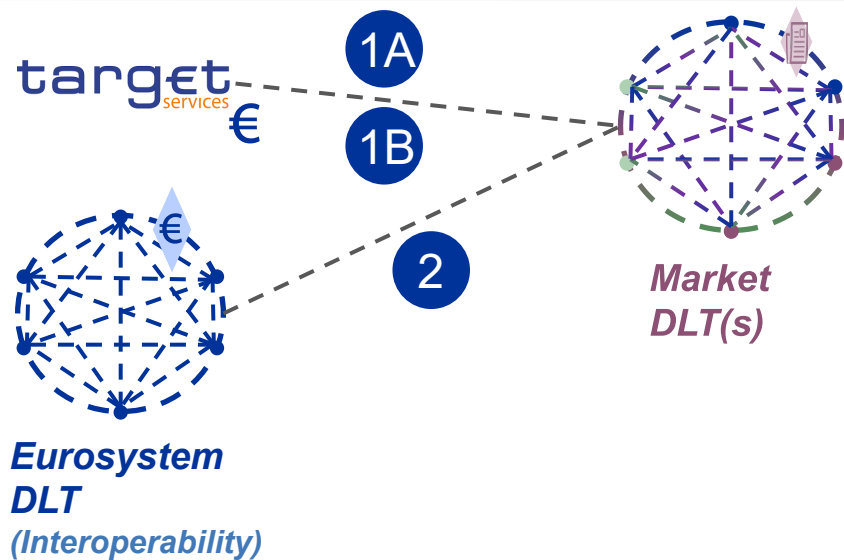 1A
target
services
€
1B
€
2
Market
DLT(s)
Eurosystem
DLT
(Interoperability)